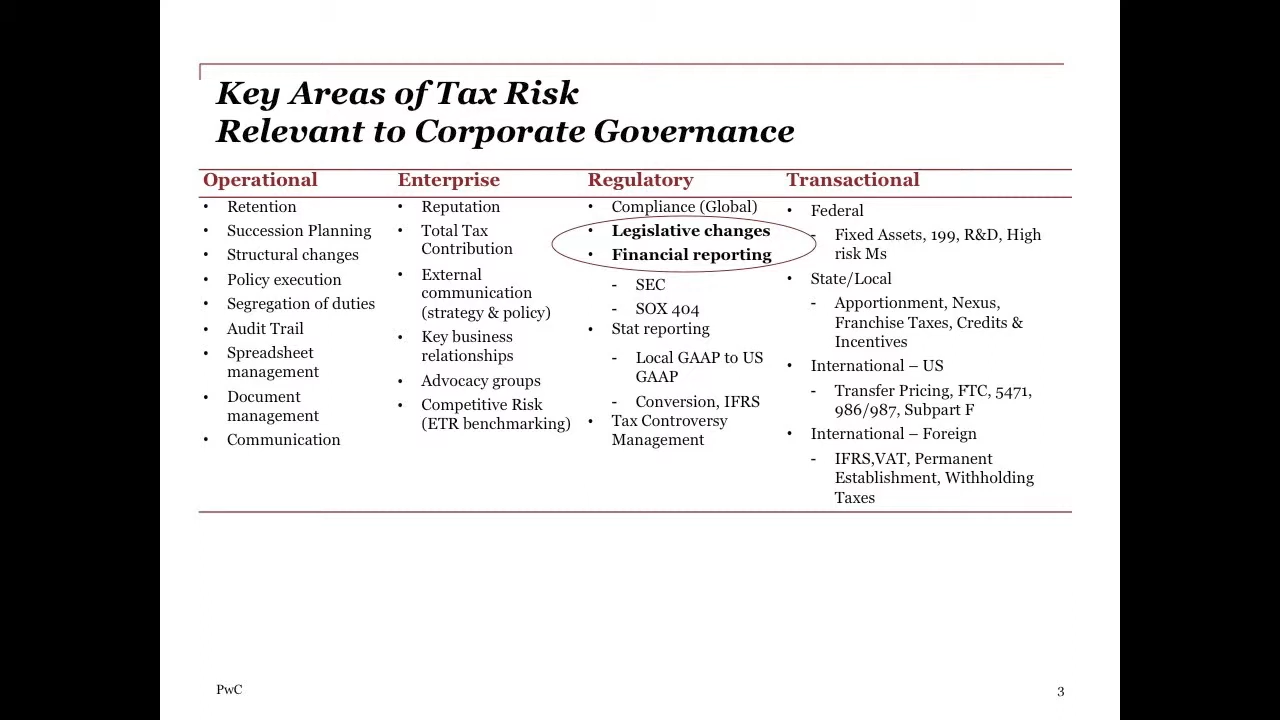 Key Areas of Tax Risk
Relevant to Corporate Governance
Operational
• Retention
• Succession Planning
• Structural changes
• Policy execution
• Segregation of duties
• Audit Trail
• Spreadsheet
management
• Document
management
• Communication
Enterprise
• Reputation
• Total Tax
Contribution
• External
communication
(strategy & policy)
• Key business
relationships
• Advocacy groups
• Competitive Risk
(ETR benchmarking)
Regulatory
• Compliance (Global)
• Legislative changes
• Financial reporting
- SEC
- SOX 404
• Stat reporting
- Local GAAP to US
GAAP
- Conversion, IFRS
• Tax Controversy
Management
Transactional
• Federal
- Fixed Assets, 199, R&D, High
risk Ms
• State/Local
- Apportionment, Nexus,
Franchise Taxes, Credits &
Incentives
• International – US
- Transfer Pricing, FTC, 5471,
986/987, Subpart F
• International – Foreign
- IFRS,VAT, Permanent
Establishment, Withholding
Taxes
PwC
3